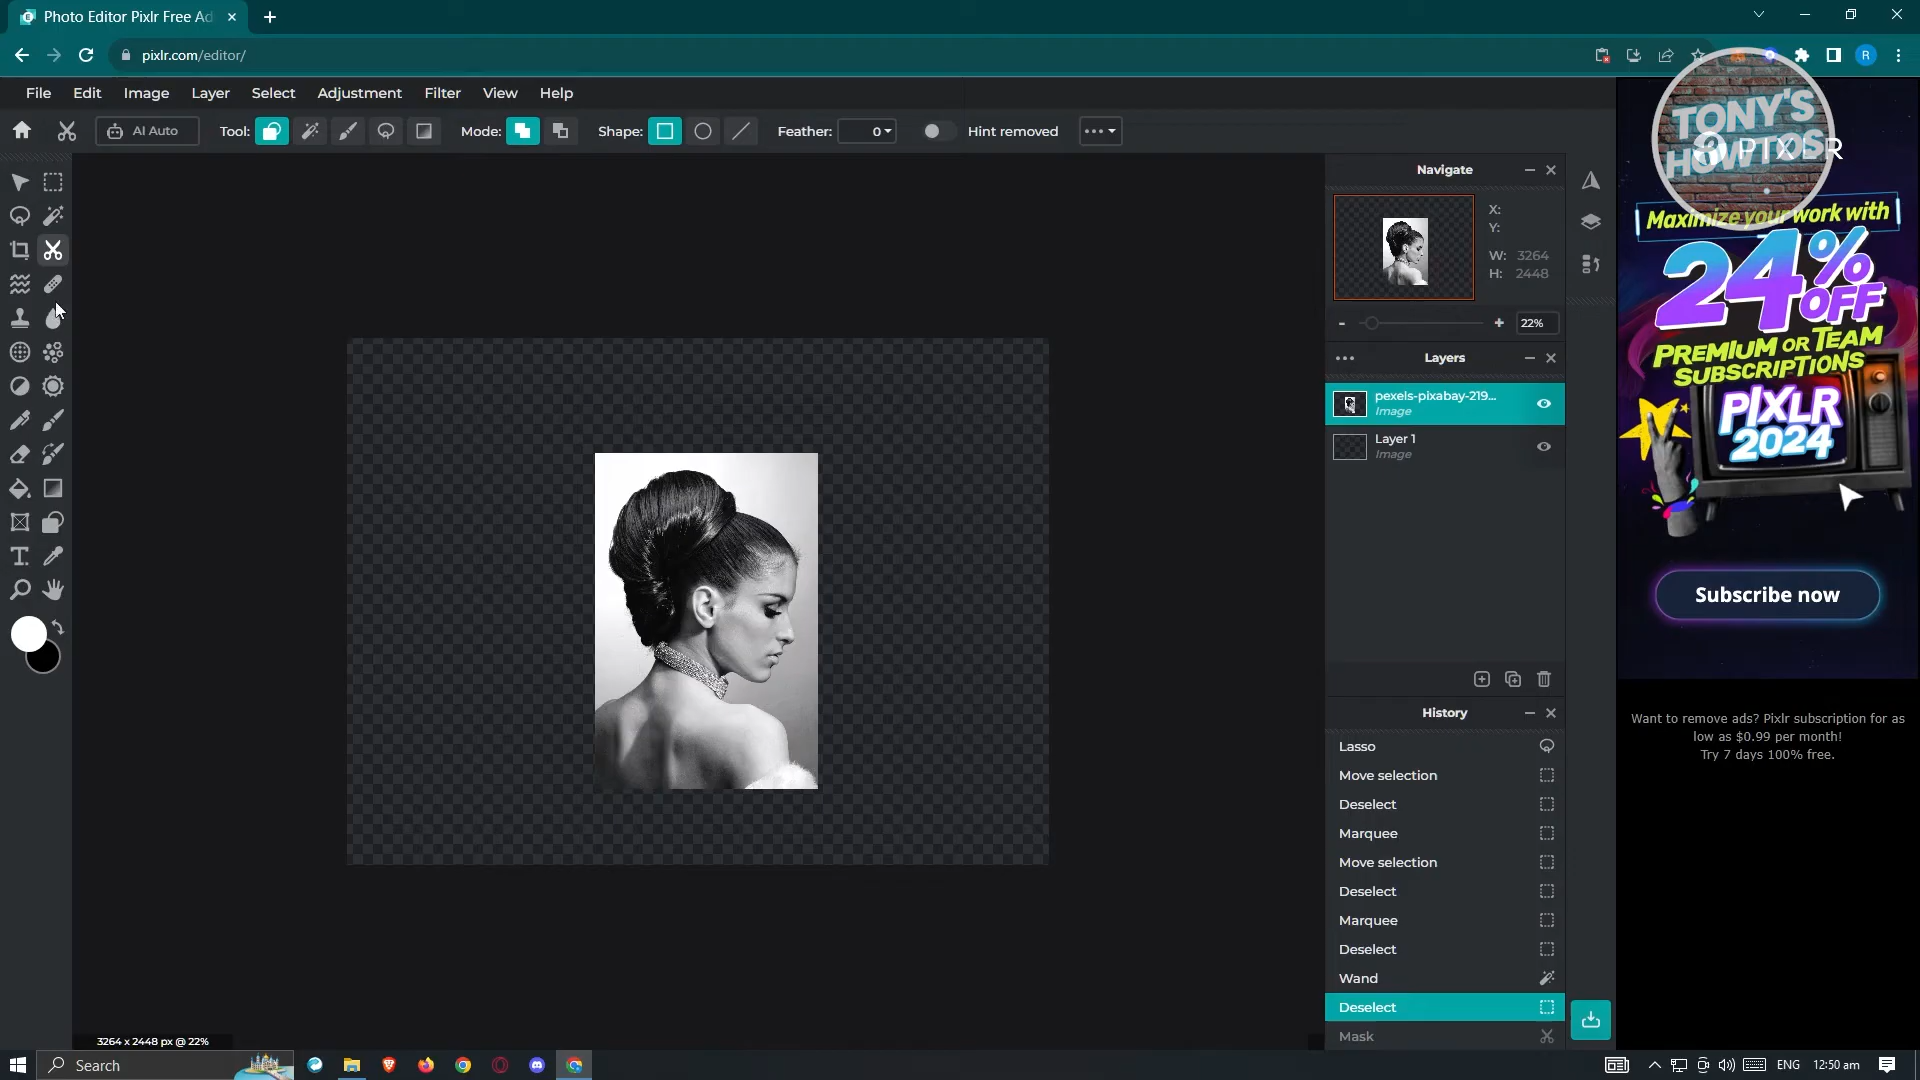 Photo Editor Pixlr Free Ad
pixlr.com/editor/
R
File Edit Image Layer Select Adjustment Filter View Help
AI Auto Tool: Mode: Shape: Feather: 0 Hint removed
Navigate
X:
Y:
W: 3264
H: 2448
- + 22%
Layers
pexels-pixabay-219...
Image
Layer 1
Image
History
Lasso
Move selection
Deselect
Marquee
Move selection
Deselect
Marquee
Deselect
Wand
Deselect
Mask
3264 x 2448 px @ 22%
TONY'S
HOWTOS
PIXLR
Maximize your work with
24% OFF
PREMIUM OR TEAM
SUBSCRIPTIONS
PIXLR
2024
Subscribe now
Want to remove ads? Pixlr subscription for as
low as $0.99 per month!
Try 7 days 100% free.
Search
ENG 12:50 am